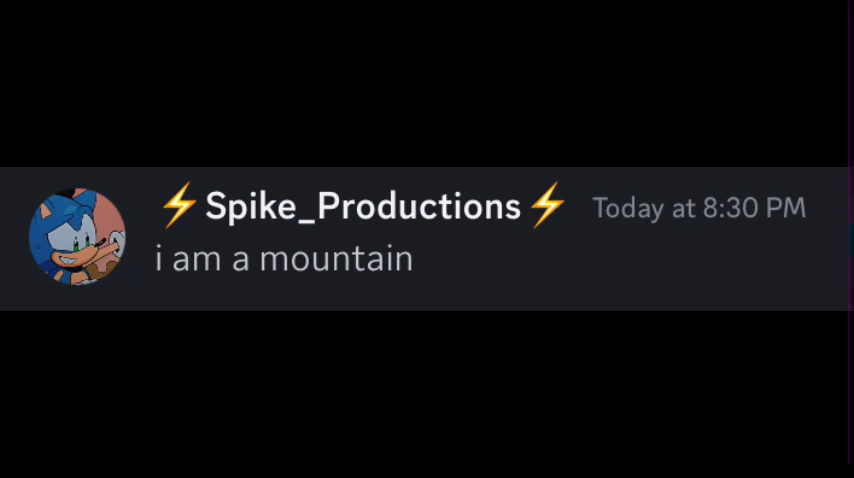 ⚡Spike_Productions⚡ Today at 8:30 PM
i am a mountain